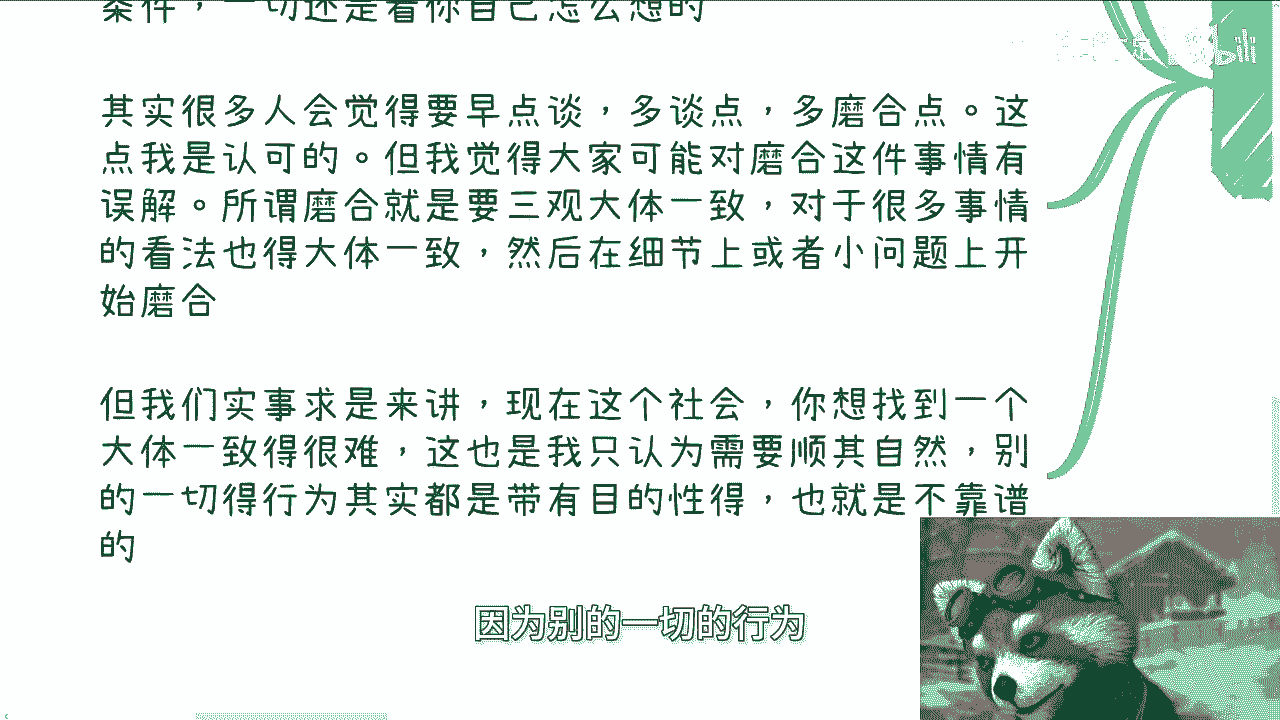 条件，一切还是看你自己怎么想的
其实很多人会觉得要早点谈，多谈点，多磨合点。这
点我是认可的。但我觉得大家可能对磨合这件事情有
误解。所谓磨合就是要三观大体一致，对于很多事情
的看法也得大体一致，然后在细节上或者小问题上开
始磨合
但我们实事求是来讲，现在这个社会，你想找到一个
大体一致得很难，这也是我只认为需要顺其自然，别
的一切得行为其实都是带有目的性得，也就是不靠谱
的
因为别的一切的行为